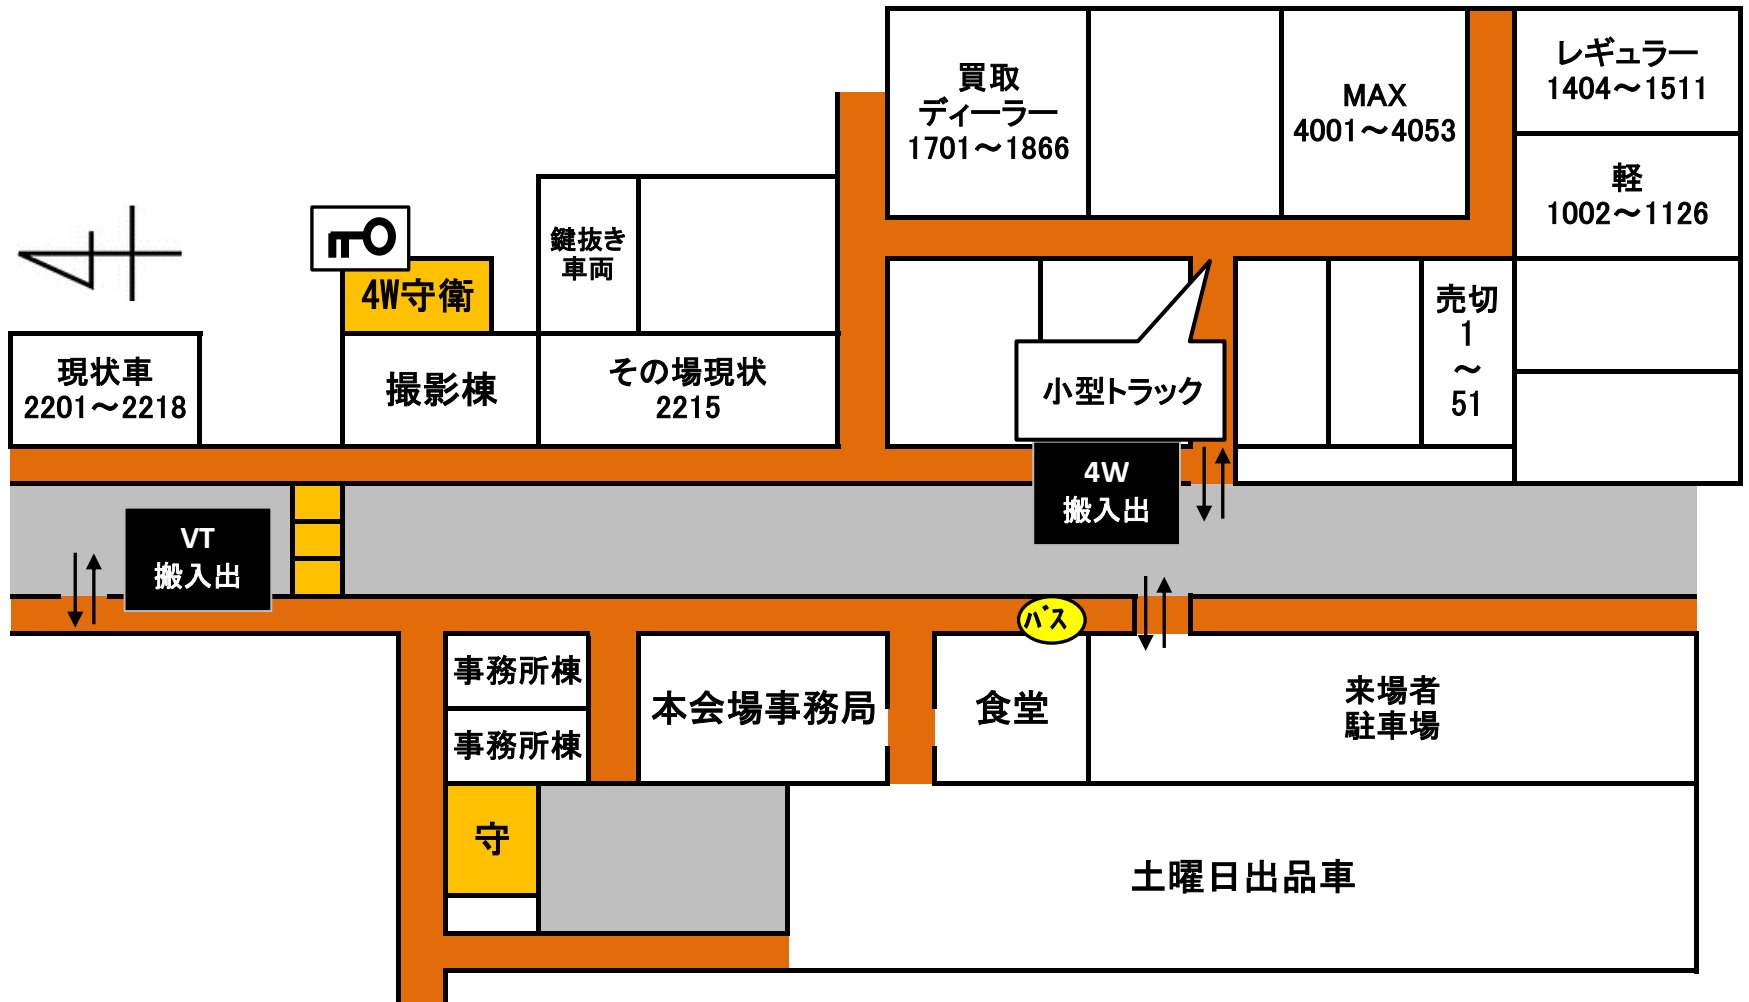 買取
ディーラー
1701～1866
MAX
4001～4053
レギュラー
1404～1511
軽
1002～1126
鍵抜き
車両
4W守衛
現状車
2201～2218
撮影棟
その場現状
2215
小型トラック
売切
1
～
51
4W
搬入出
VT
搬入出
バス
事務所棟
事務所棟
本会場事務局
食堂
来場者
駐車場
守
土曜日出品車